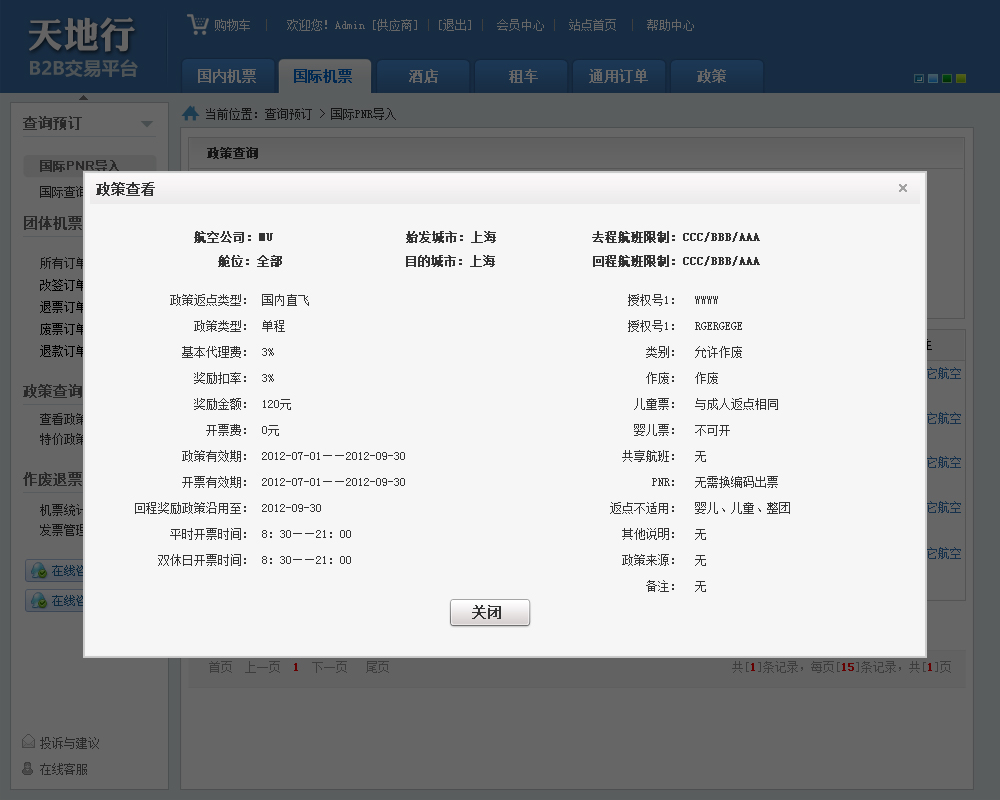 天地行
B2B交易平台
购物车
欢迎您! Admin [供应商]
[退出]
会员中心
站点首页
帮助中心
国内机票
国际机票
酒店
租车
通用订单
政策
查询预订
国际PNR导入
国际查询
团体机票
所有订单
改签订单
退票订单
废票订单
退款订单
政策查询
查看政策
特价政策
作废退票
机票统计
发票管理
在线咨
在线咨
投诉与建议
在线客服
当前位置: 查询预订 > 国际PNR导入
政策查询
政策查看
×
航空公司: MU
始发城市: 上海
去程航班限制: CCC/BBB/AAA
舱位: 全部
目的城市: 上海
回程航班限制: CCC/BBB/AAA
政策返点类型: 国内直飞
授权号1: WWWW
政策类型: 单程
授权号1: RGERGEGE
基本代理费: 3%
类别: 允许作废
奖励扣率: 3%
作废: 作废
奖励金额: 120元
儿童票: 与成人返点相同
开票费: 0元
婴儿票: 不可开
政策有效期: 2012-07-01－－2012-09-30
共享航班: 无
开票有效期: 2012-07-01－－2012-09-30
PNR: 无需换编码出票
回程奖励政策沿用至: 2012-09-30
返点不适用: 婴儿、儿童、整团
平时开票时间: 8: 30－－21: 00
其他说明: 无
双休日开票时间: 8: 30－－21: 00
政策来源: 无
备注: 无
关闭
它航空
它航空
它航空
它航空
它航空
首页 上一页 1 下一页 尾页
共[1]条记录, 每页[15]条记录, 共[1]页